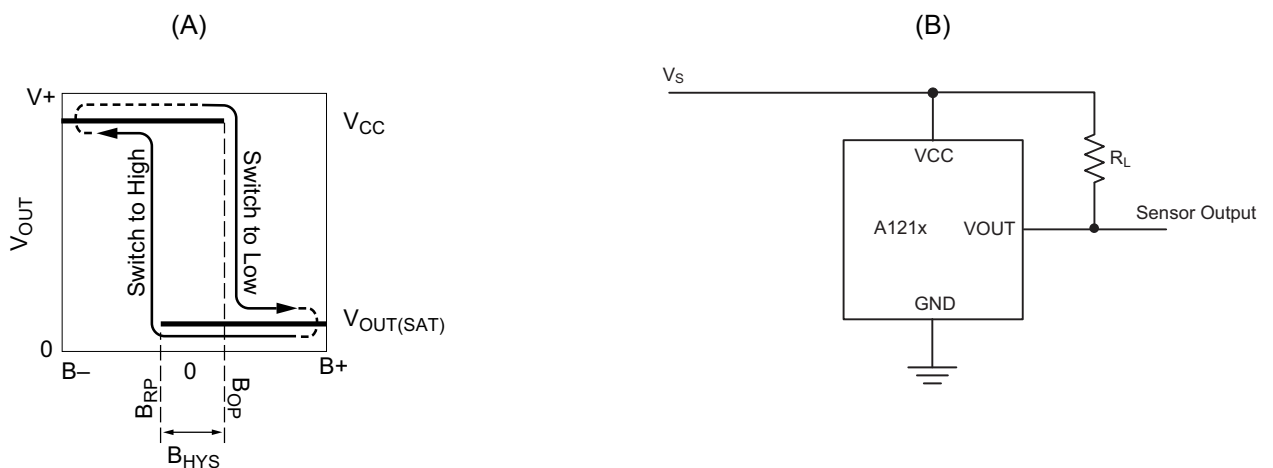 (A)
V+
VCC
Switch to High
Switch to Low
VOUT
VOUT(SAT)
0
B–
0
B+
BRP
BOP
BHYS
(B)
VS
VCC
RL
A121x
VOUT
Sensor Output
GND